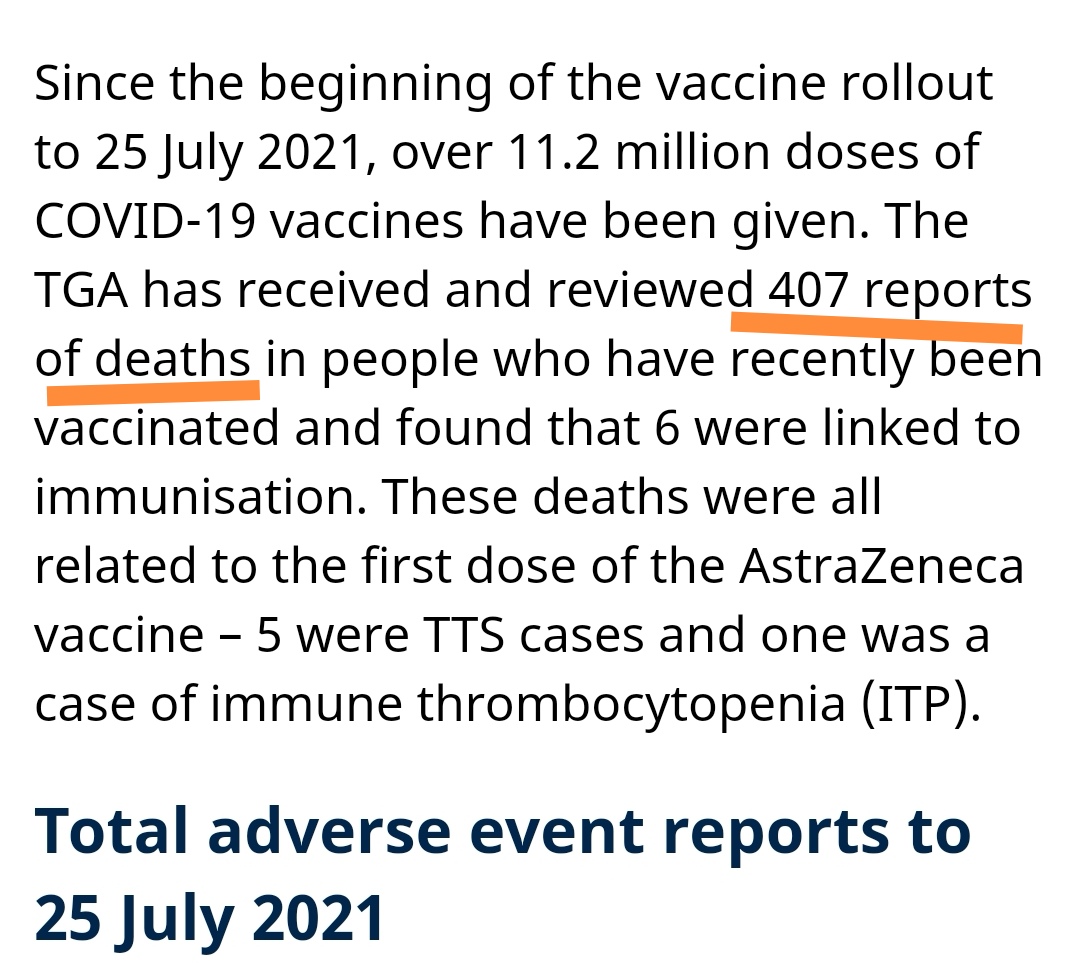 Since the beginning of the vaccine rollout
to 25 July 2021, over 11.2 million doses of
COVID-19 vaccines have been given. The
TGA has received and reviewed 407 reports
of deaths in people who have recently been
vaccinated and found that 6 were linked to
immunisation. These deaths were all
related to the first dose of the AstraZeneca
vaccine – 5 were TTS cases and one was a
case of immune thrombocytopenia (ITP).
Total adverse event reports to
25 July 2021